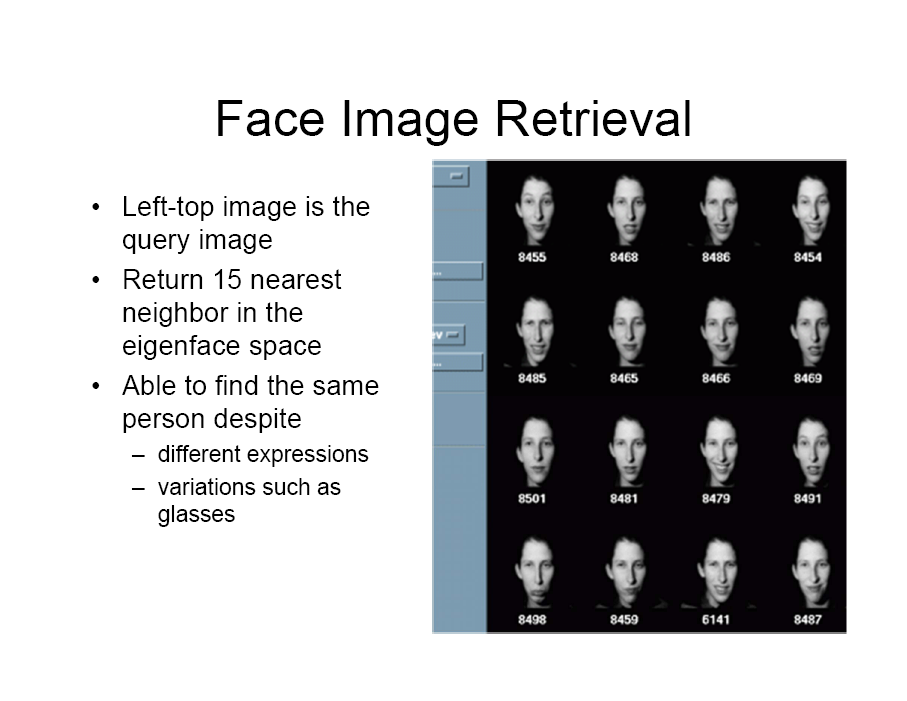 Face Image Retrieval
• Left-top image is the
query image
• Return 15 nearest
neighbor in the
eigenface space
• Able to find the same
person despite
– different expressions
– variations such as
glasses
8455 8468 8486 8454
8485 8465 8466 8469
8501 8481 8479 8491
8498 8459 6141 8487